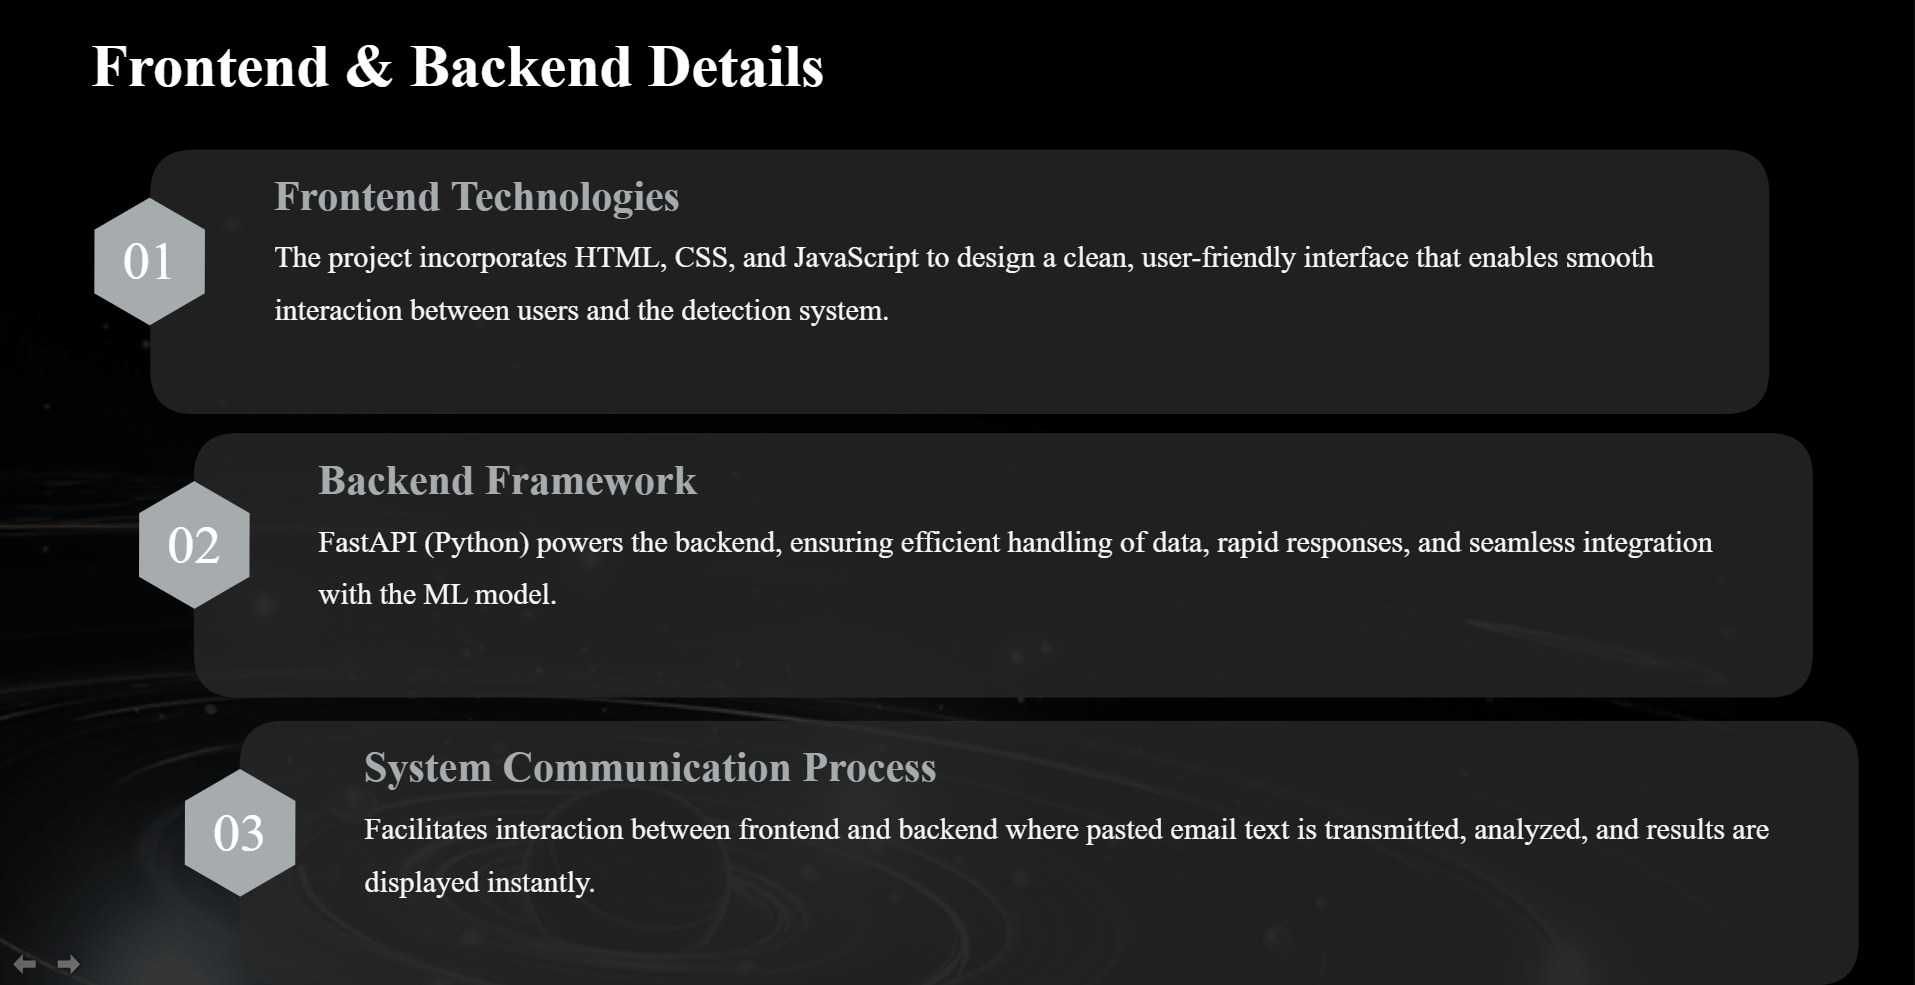 Frontend & Backend Details
Frontend Technologies
01
The project incorporates HTML, CSS, and JavaScript to design a clean, user-friendly interface that enables smooth
interaction between users and the detection system.
Backend Framework
02
FastAPI (Python) powers the backend, ensuring efficient handling of data, rapid responses, and seamless integration
with the ML model.
System Communication Process
03
Facilitates interaction between frontend and backend where pasted email text is transmitted, analyzed, and results are
displayed instantly.